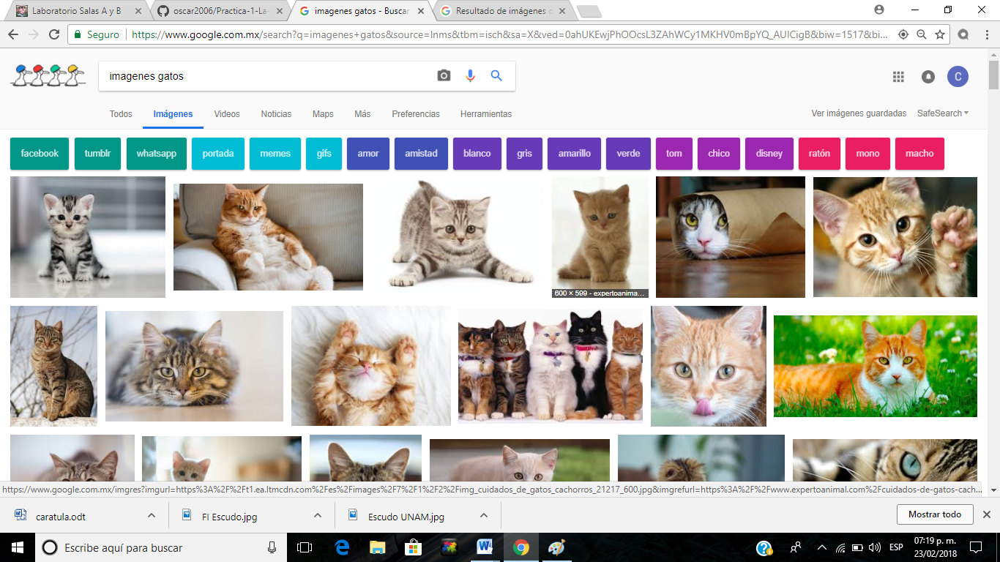 Laboratorio Salas A y B
oscar2006/Practica-1-La-
imagenes gatos - Buscar
Resultado de imágenes d
Seguro
https://www.google.com.mx/search?q=imagenes+gatos&source=lnms&tbm=isch&sa=X&ved=0ahUKEwjPhOOcsL3ZAhWCy1MKHV0mBpYQ_AUICigB&biw=1517&bi...
imagenes gatos
C
Todos Imágenes Videos Noticias Maps Más Preferencias Herramientas
Ver imágenes guardadas SafeSearch
facebook tumblr whatsapp portada memes gifs amor amistad blanco gris amarillo verde tom chico disney ratón mono macho
600 × 599 - expertoanima...
https://www.google.com.mx/imgres?imgurl=https%3A%2F%2Ft1.ea.ltmcdn.com%2Fes%2Fimages%2F7%2F1%2F2%2Fimg_cuidados_de_gatos_cachorros_21217_600.jpg&imgrefurl=https%3A%2F%2Fwww.expertoanimal.com%2Fcuidados-de-gatos-cach...
caratula.odt
FI Escudo.jpg
Escudo UNAM.jpg
Mostrar todo
Escribe aquí para buscar
ESP
07:19 p. m.
23/02/2018